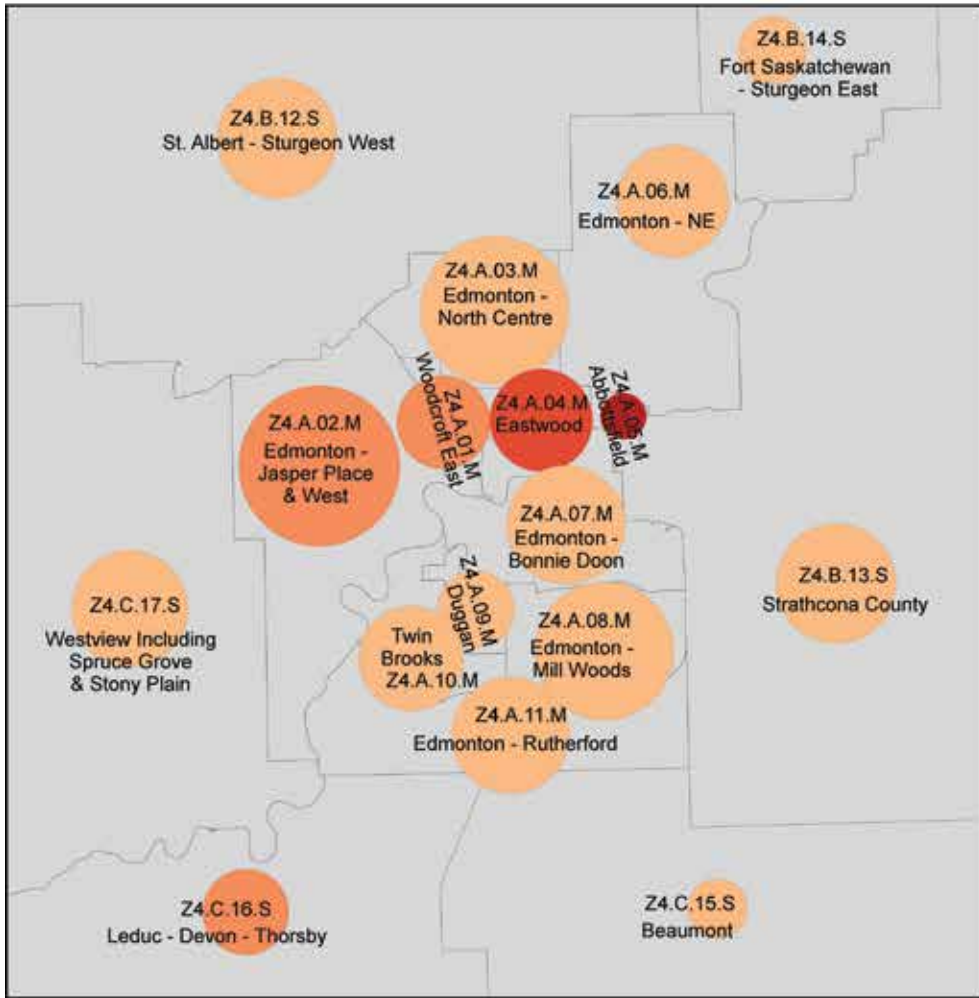 Z4.B.14.S
Fort Saskatchewan
- Sturgeon East
Z4.B.12.S
St. Albert - Sturgeon West
Z4.A.06.M
Edmonton - NE
Z4.A.03.M
Edmonton -
North Centre
Z4.A.02.M
Edmonton -
Jasper Place
& West
Z4.A.01.M
Woodcroft East
Z4.A.04.M
Eastwood
Z4.A.05.M
Abbottsfield
Z4.A.07.M
Edmonton -
Bonnie Doon
Z4.B.13.S
Strathcona County
Z4.C.17.S
Westview Including
Spruce Grove
& Stony Plain
Z4.A.09.M
Duggan
Twin
Brooks
Z4.A.10.M
Z4.A.08.M
Edmonton -
Mill Woods
Z4.A.11.M
Edmonton - Rutherford
Z4.C.16.S
Leduc - Devon - Thorsby
Z4.C.15.S
Beaumont